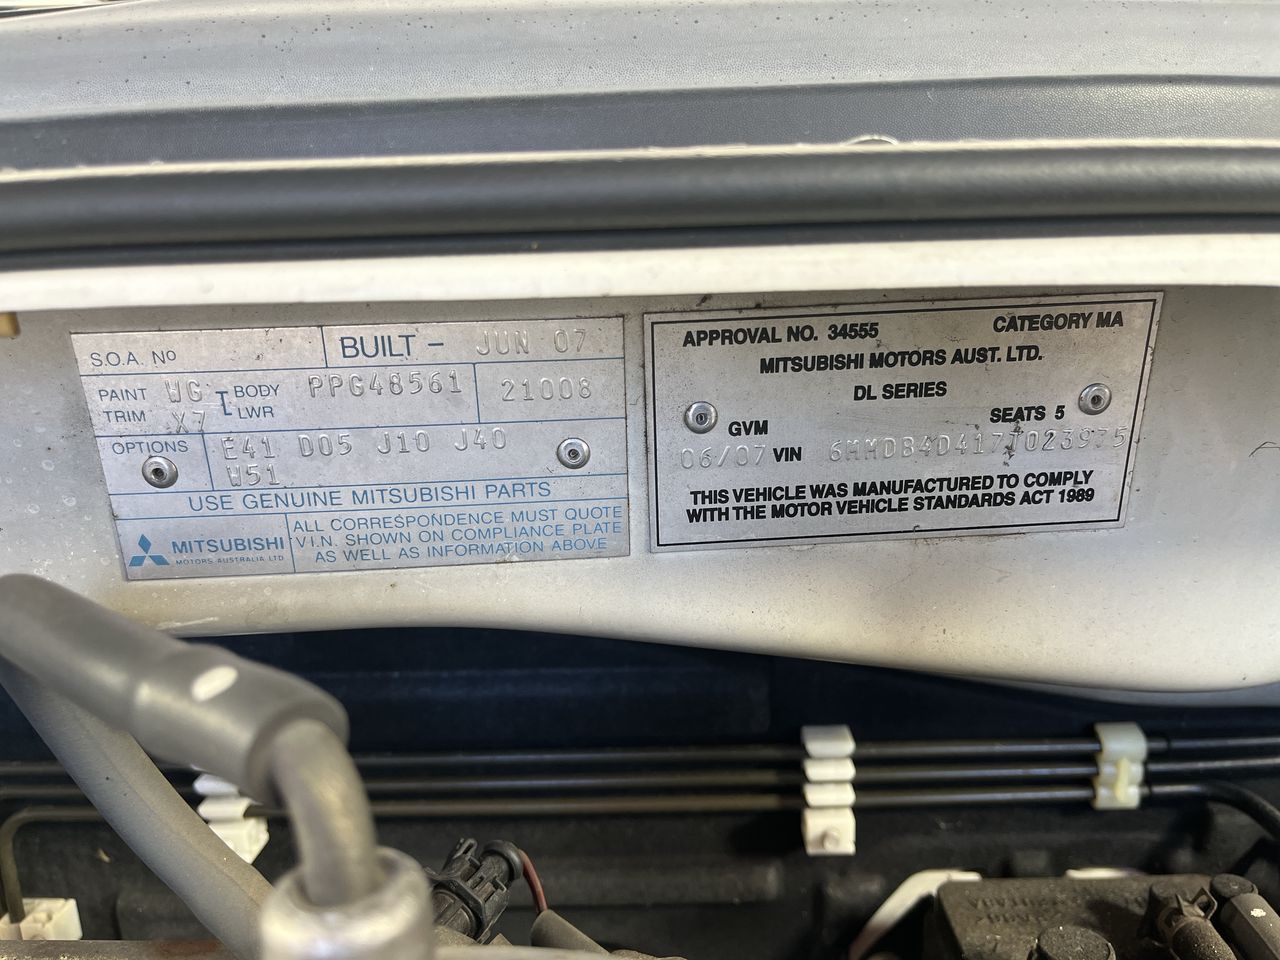 S.O.A. No
BUILT - JUN 07
PAINT WG BODY PPG48561 21008
TRIM X7 LWR
OPTIONS E41 D05 J10 J40
W51
USE GENUINE MITSUBISHI PARTS
MITSUBISHI
MOTORS AUSTRALIA LTD
ALL CORRESPONDENCE MUST QUOTE
V.I.N. SHOWN ON COMPLIANCE PLATE
AS WELL AS INFORMATION ABOVE
APPROVAL NO. 34555 CATEGORY MA
MITSUBISHI MOTORS AUST. LTD.
DL SERIES
GVM SEATS 5
06/07 VIN 6MMDB4D417T023975
THIS VEHICLE WAS MANUFACTURED TO COMPLY
WITH THE MOTOR VEHICLE STANDARDS ACT 1989